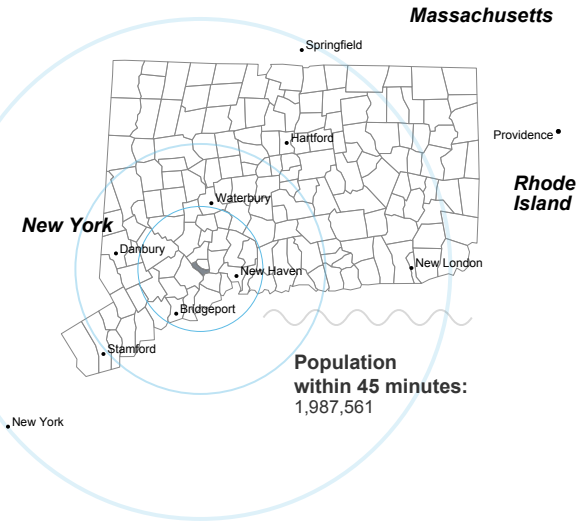 Massachusetts
Springfield
Hartford
Providence
Rhode
Island
Waterbury
New York
Danbury
New Haven
New London
Bridgeport
Stamford
Population
within 45 minutes:
1,987,561
New York